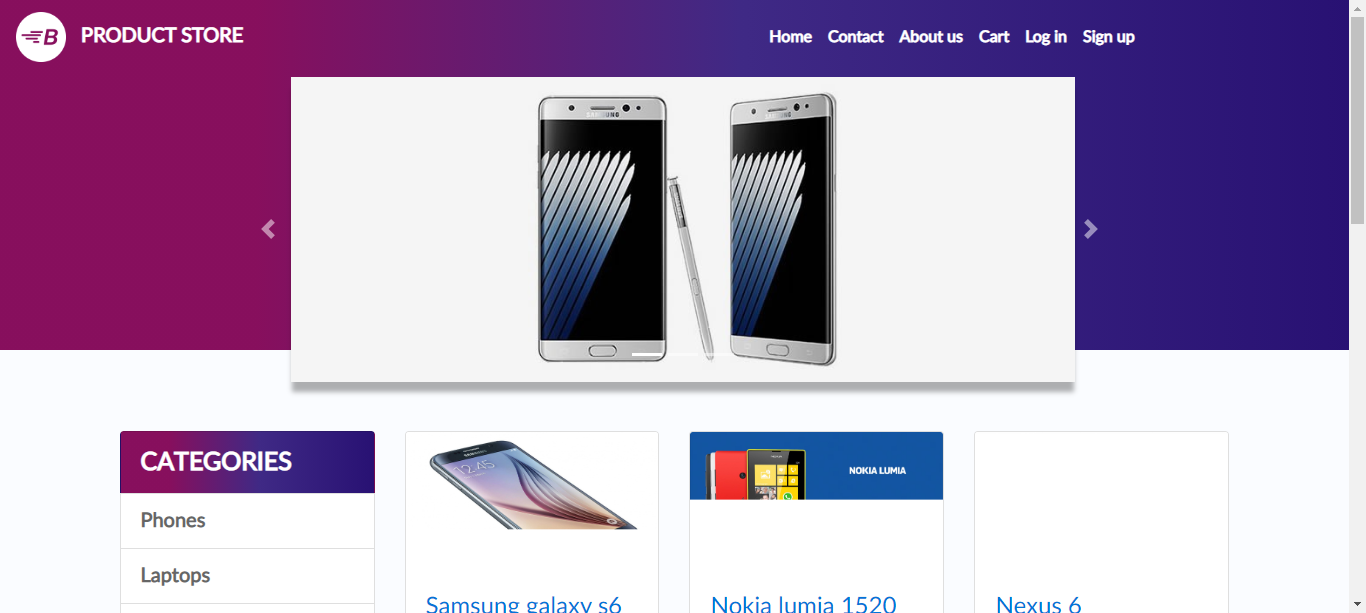 B
PRODUCT STORE
Home Contact About us Cart Log in Sign up
SAMSUNG
SAMSUNG
CATEGORIES
Phones
Laptops
12:45
Samsung galaxy s6
NOKIA LUMIA
Nokia lumia 1520
Nexus 6